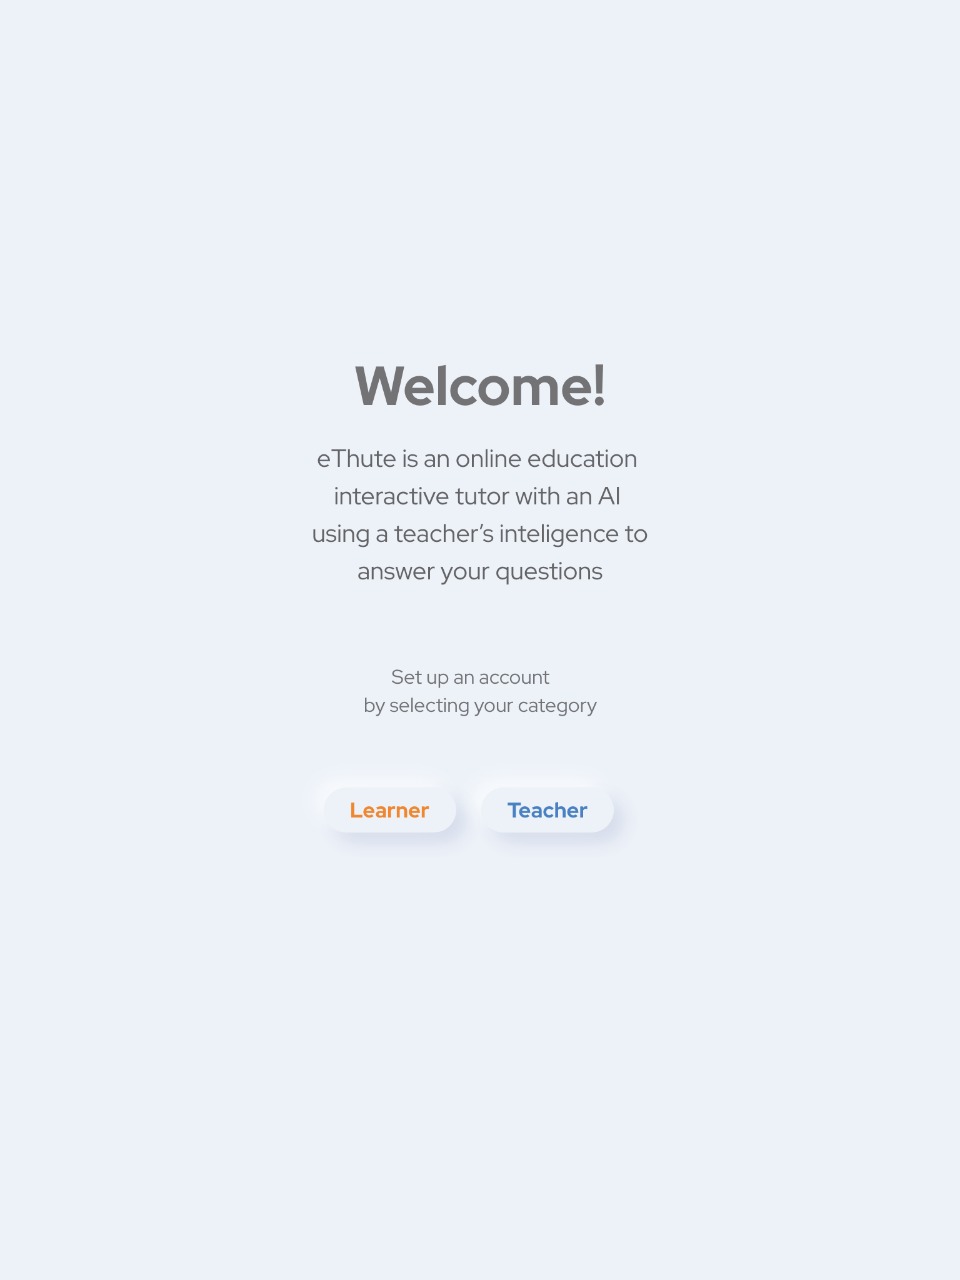 Welcome!
eThute is an online education
interactive tutor with an AI
using a teacher’s inteligence to
answer your questions
Set up an account
by selecting your category
Learner
Teacher